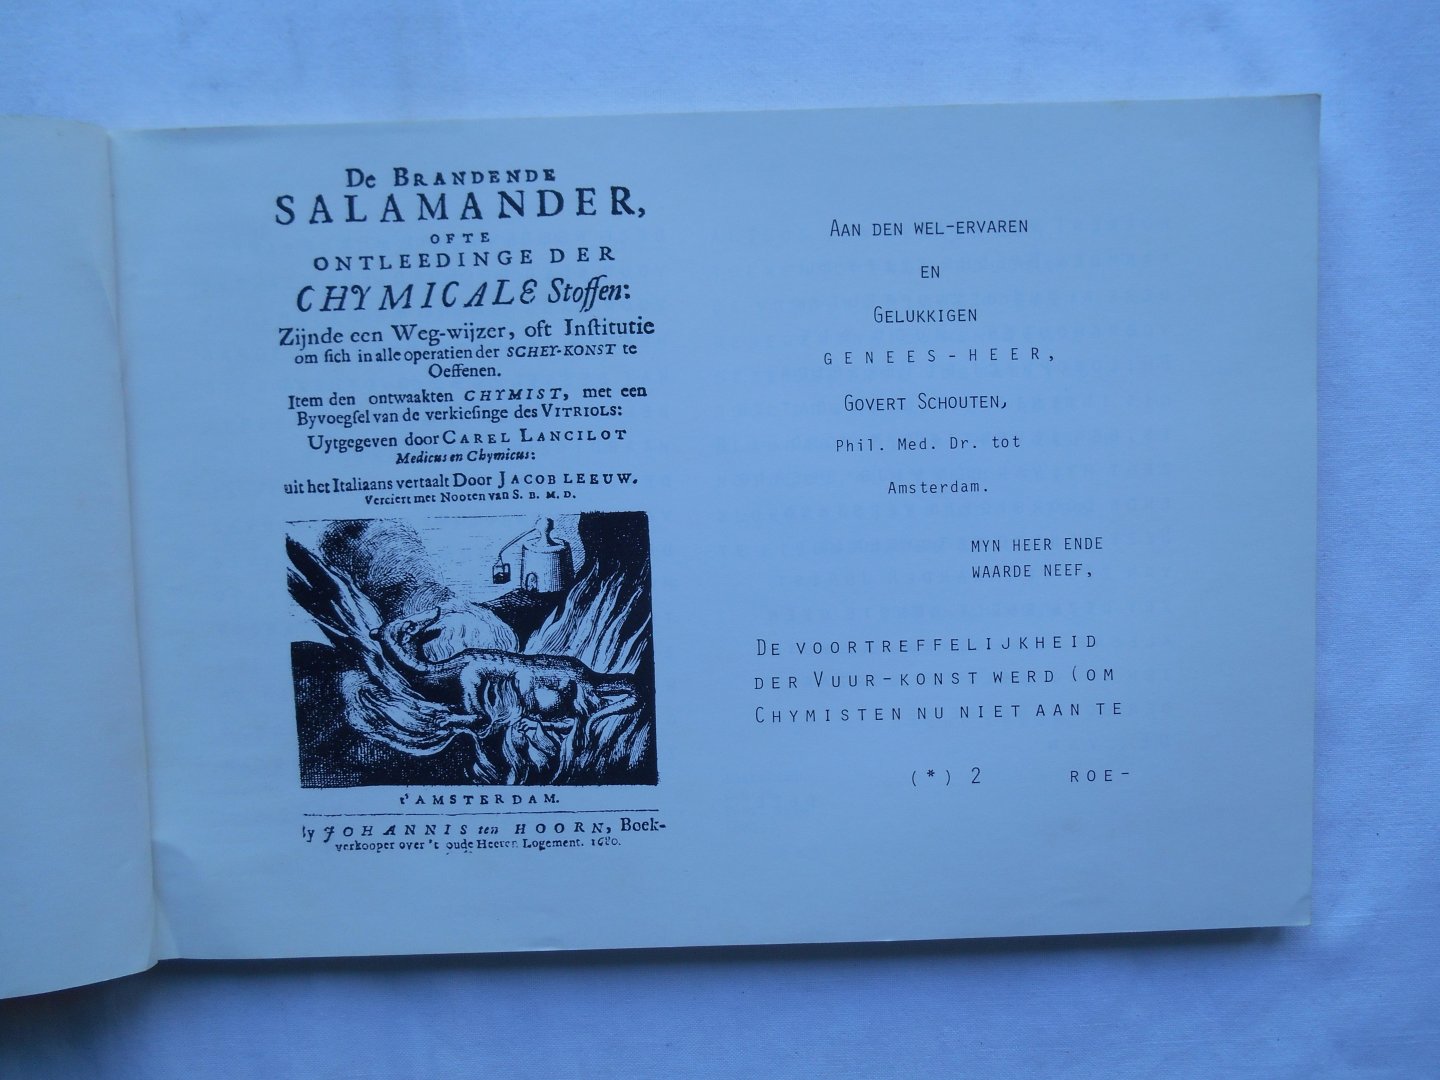 De BRANDENDE
SALAMANDER,
OFTE
ONTLEEDINGE DER
CHYMICALE Stoffen:
Zijnde een Weg-wijzer, oft Inſtitutie
om ſich in alle operatien der SCHEY-KONST te
Oeffenen.
Item den ontwaakten CHYMIST, met een
Byvoegſel van de verkieſinge des VITRIOLS:
Uytgegeven door CAREL LANCILOT
Medicus en Chymicus:
uit het Italiaans vertaalt Door JACOB LEEUW.
Verciert met Nooten van S. B. M. D.
t'AMSTERDAM.
By JOHANNIS ten HOORN, Boek-
verkooper over 't oude Heeren Logement. 1680.
AAN DEN WEL-ERVAREN
EN
GELUKKIGEN
GENEES-HEER,
GOVERT SCHOUTEN,
Phil. Med. Dr. tot
Amsterdam.
MYN HEER ENDE
WAARDE NEEF,
DE VOORTREFFELIJKHEID
DER VUUR-KONST WERD (OM
CHYMISTEN NU NIET AAN TE
(*) 2 ROE-